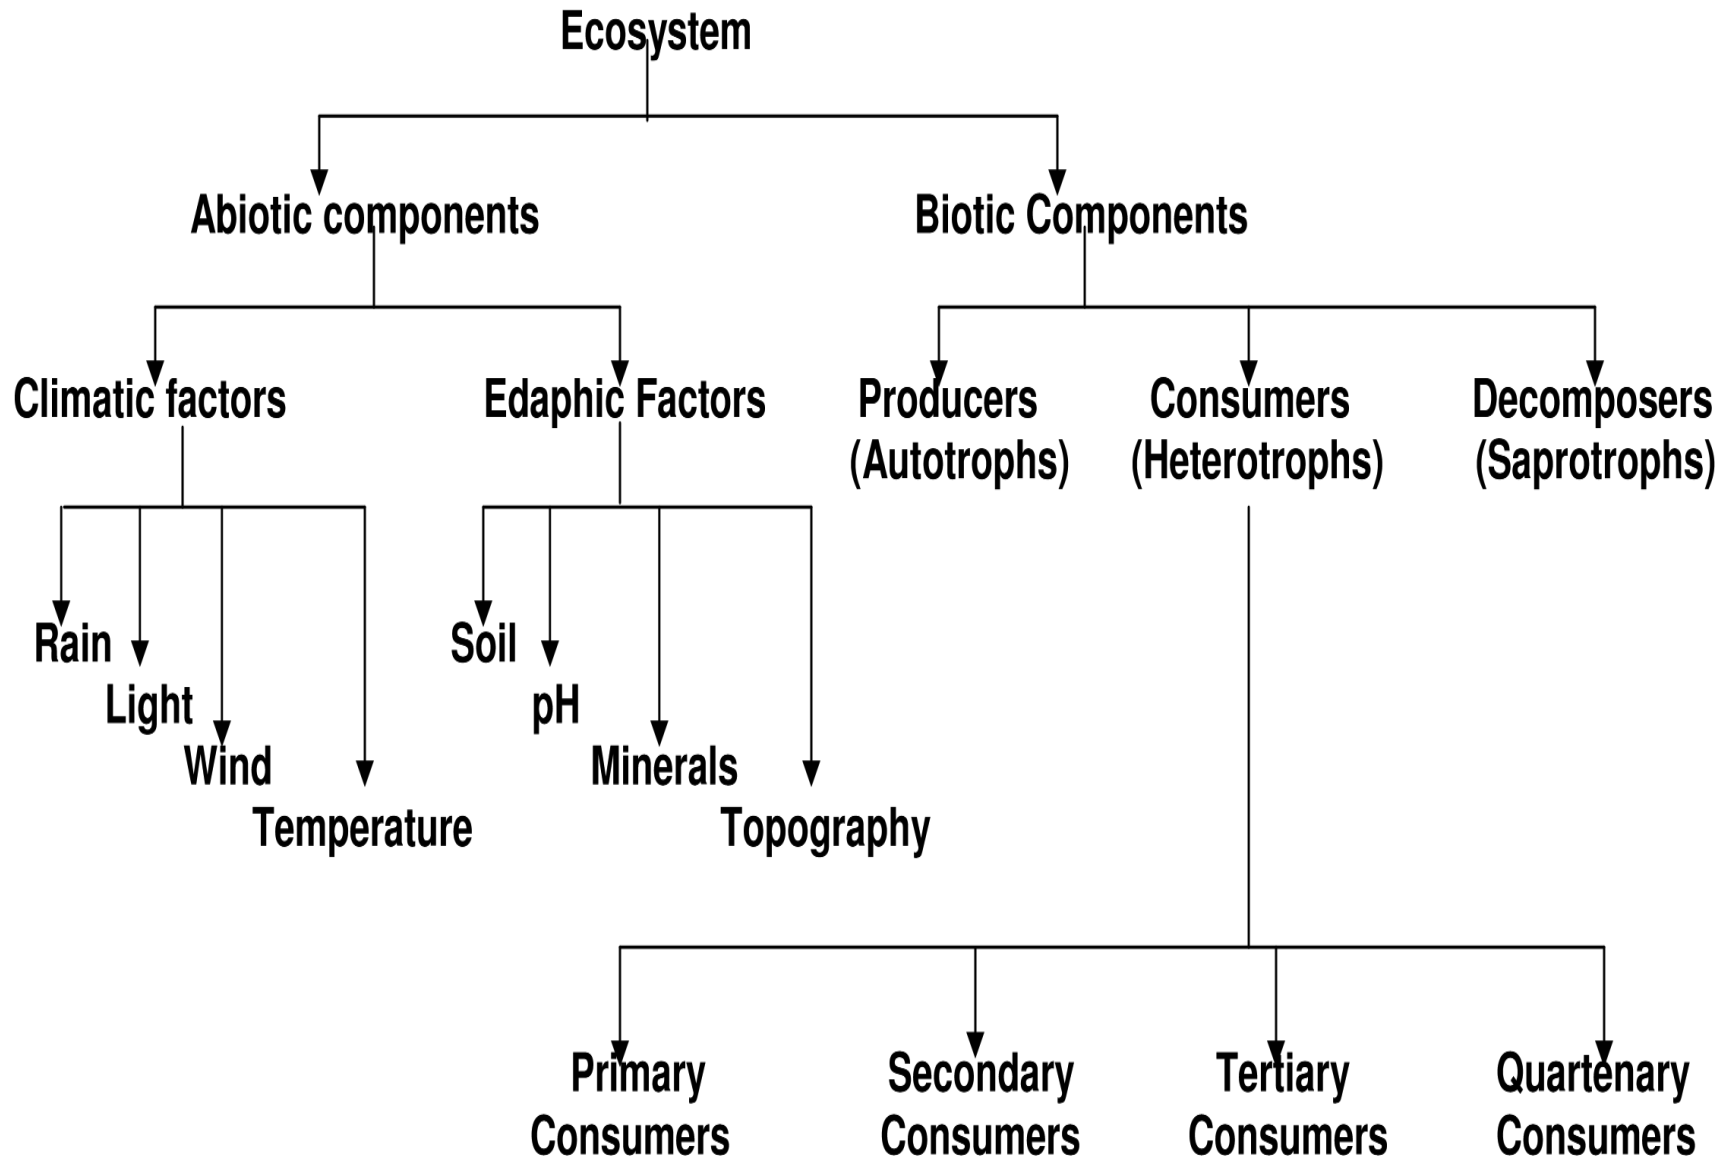 Ecosystem
Abiotic components
Biotic Components
Climatic factors
Edaphic Factors
Producers
(Autotrophs)
Consumers
(Heterotrophs)
Decomposers
(Saprotrophs)
Rain
Light
Wind
Temperature
Soil
pH
Minerals
Topography
Primary
Consumers
Secondary
Consumers
Tertiary
Consumers
Quartenary
Consumers